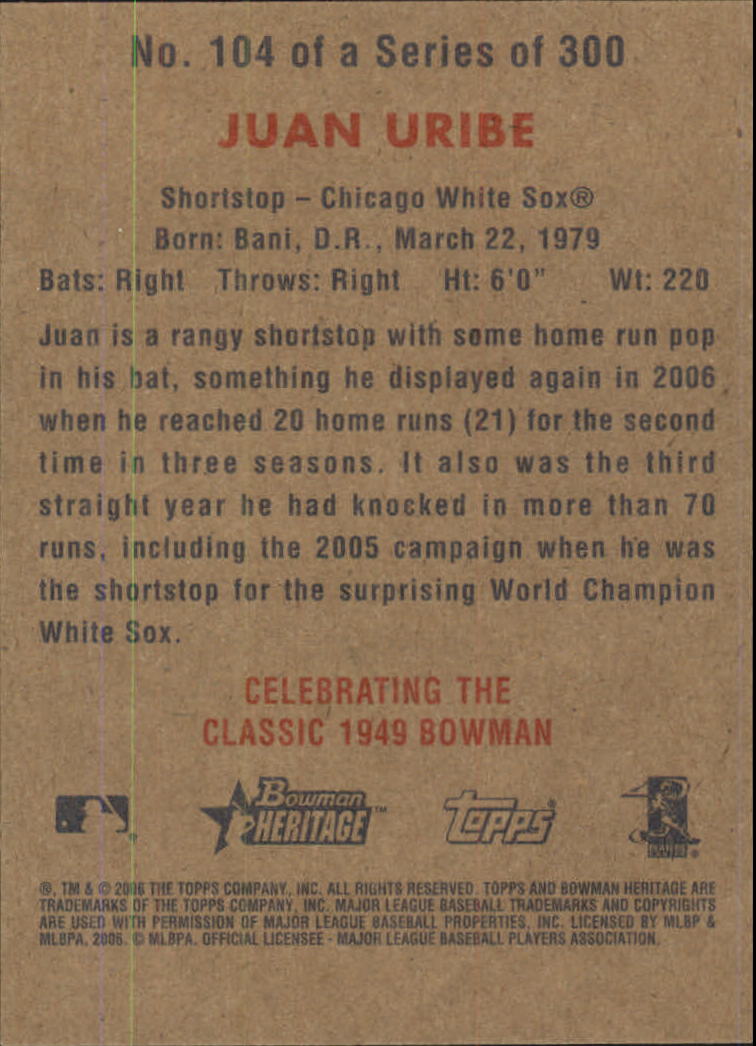 No. 104 of a Series of 300
JUAN URIBE
Shortstop – Chicago White Sox®
Born: Bani, D.R., March 22, 1979
Bats: Right Throws: Right Ht: 6'0" Wt: 220
Juan is a rangy shortstop with some home run pop
in his bat, something he displayed again in 2006
when he reached 20 home runs (21) for the second
time in three seasons. It also was the third
straight year he had knocked in more than 70
runs, including the 2005 campaign when he was
the shortstop for the surprising World Champion
White Sox.
CELEBRATING THE
CLASSIC 1949 BOWMAN
Bowman
HERITAGE™
Topps®
®, TM & © 2006 THE TOPPS COMPANY, INC. ALL RIGHTS RESERVED. TOPPS AND BOWMAN HERITAGE ARE
TRADEMARKS OF THE TOPPS COMPANY, INC. MAJOR LEAGUE BASEBALL TRADEMARKS AND COPYRIGHTS
ARE USED WITH PERMISSION OF MAJOR LEAGUE BASEBALL PROPERTIES, INC. LICENSED BY MLBP &
MLBPA, 2006. © MLBPA. OFFICIAL LICENSEE - MAJOR LEAGUE BASEBALL PLAYERS ASSOCIATION.